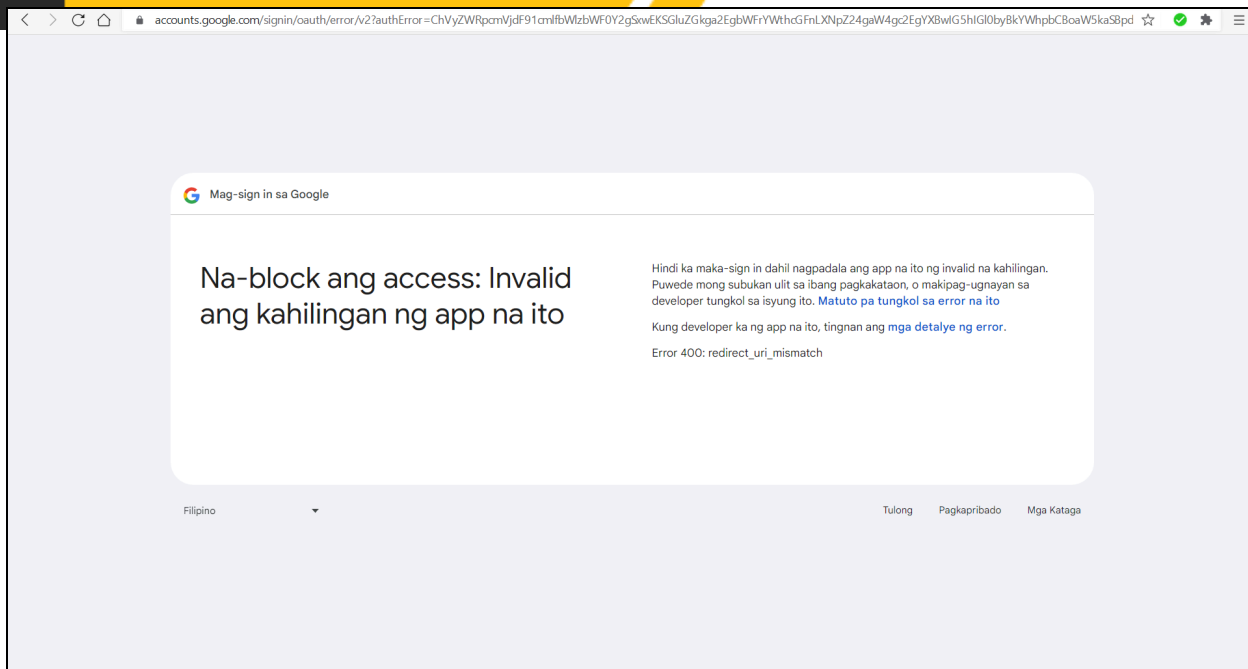 accounts.google.com/signin/oauth/error/v2?authError=ChVyZWRpcmVjdF91cmlfbWlzbWF0Y2gSxwEKSGluZGkga2EgbWFrYWthcGFnLXNpZ24gaW4gc2EgYXBwIG5hIGl0byBkYWhpbCBoaW5kaSBpd
Mag-sign in sa Google
Na-block ang access: Invalid
ang kahilingan ng app na ito
Hindi ka maka-sign in dahil nagpadala ang app na ito ng invalid na kahilingan.
Puwede mong subukan ulit sa ibang pagkakataon, o makipag-ugnayan sa
developer tungkol sa isyung ito. Matuto pa tungkol sa error na ito
Kung developer ka ng app na ito, tingnan ang mga detalye ng error.
Error 400: redirect_uri_mismatch
Filipino
Tulong Pagkapribado Mga Kataga